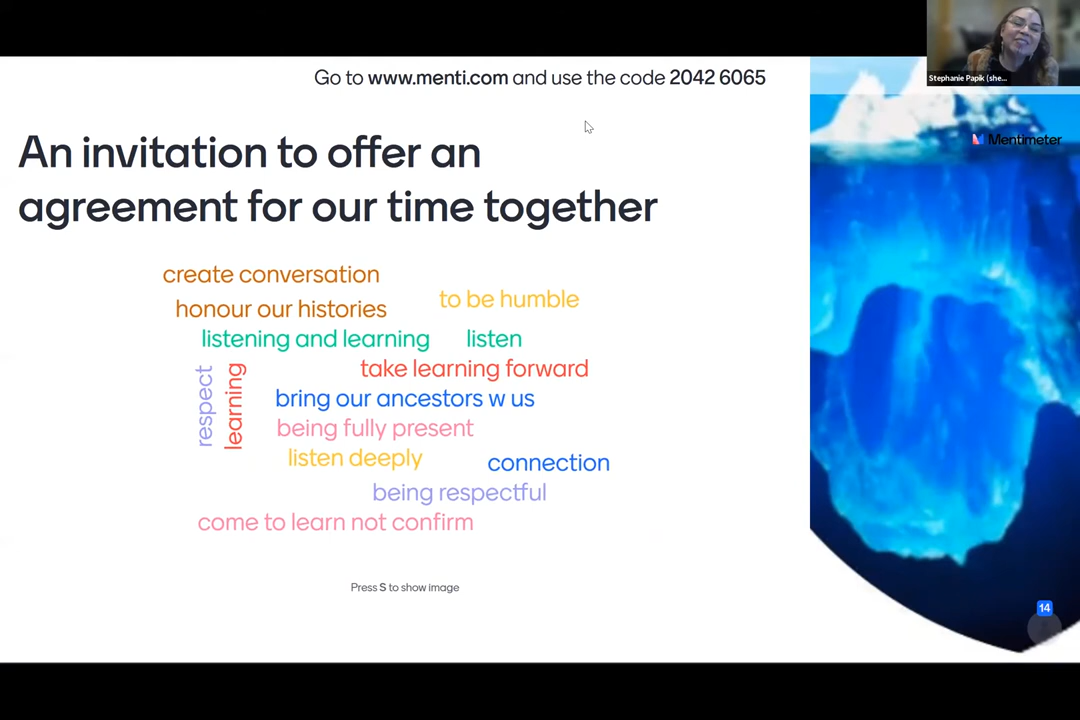 Go to www.menti.com and use the code 2042 6065
Stephanie Papik (she...
Mentimeter
An invitation to offer an
agreement for our time together
create conversation
to be humble
honour our histories
listening and learning
listen
respect
learning
take learning forward
bring our ancestors w us
being fully present
listen deeply
connection
being respectful
come to learn not confirm
Press S to show image
14